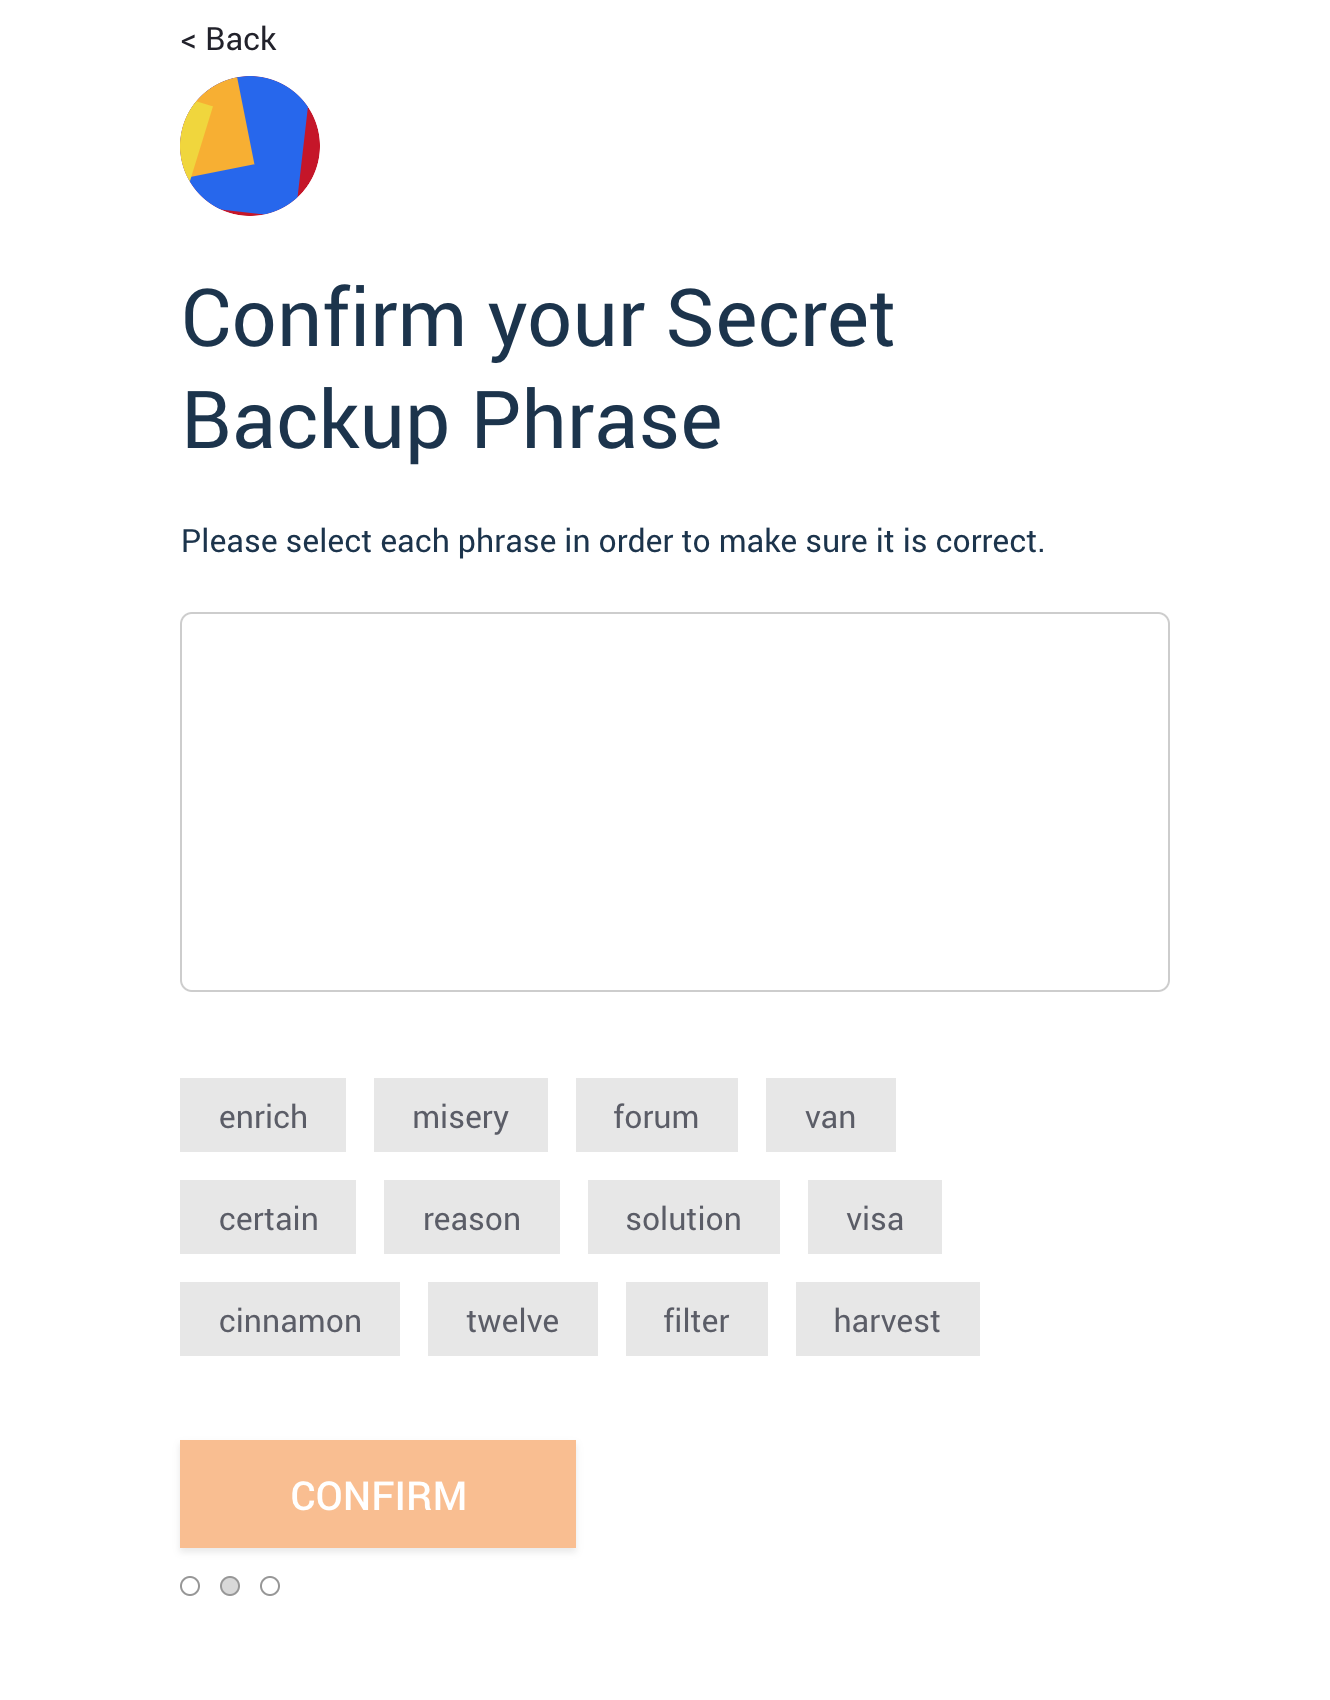 < Back
Confirm your Secret
Backup Phrase
Please select each phrase in order to make sure it is correct.
enrich misery forum van
certain reason solution visa
cinnamon twelve filter harvest
CONFIRM